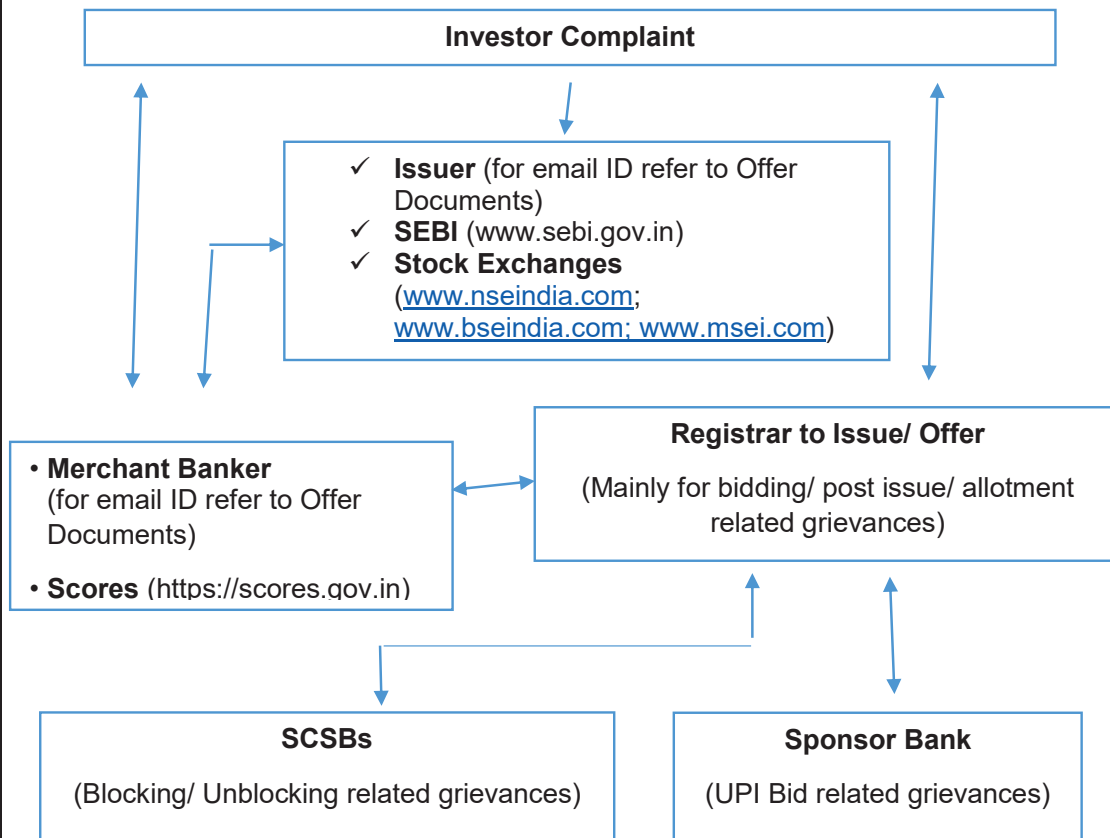 Investor Complaint
✓ Issuer (for email ID refer to Offer
Documents)
✓ SEBI (www.sebi.gov.in)
✓ Stock Exchanges
(www.nseindia.com;
www.bseindia.com; www.msei.com)
• Merchant Banker
(for email ID refer to Offer
Documents)
• Scores (https://scores.gov.in)
Registrar to Issue/ Offer
(Mainly for bidding/ post issue/ allotment
related grievances)
SCSBs
(Blocking/ Unblocking related grievances)
Sponsor Bank
(UPI Bid related grievances)